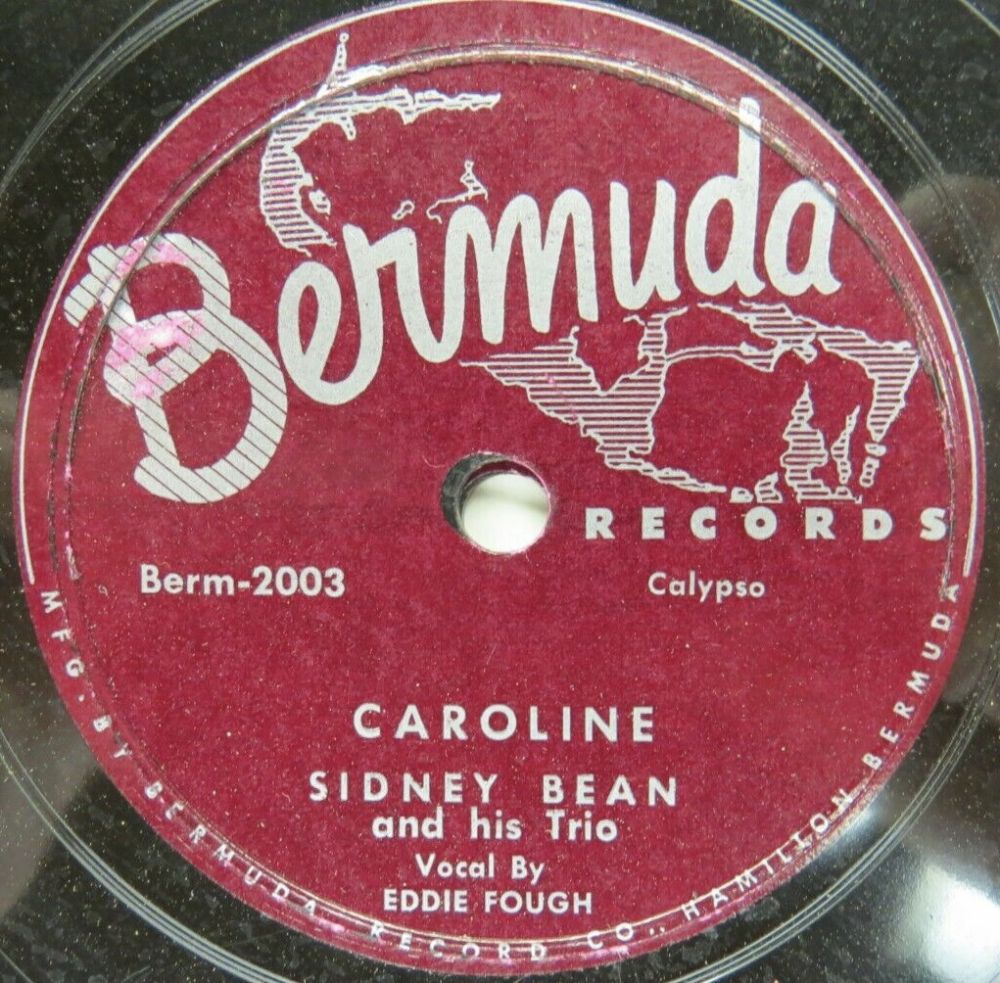 Bermuda
RECORDS
Berm-2003
Calypso
CAROLINE
SIDNEY BEAN
and his Trio
Vocal By
EDDIE FOUGH
MFG. BY BERMUDA RECORD CO., HAMILLON BERMUDA